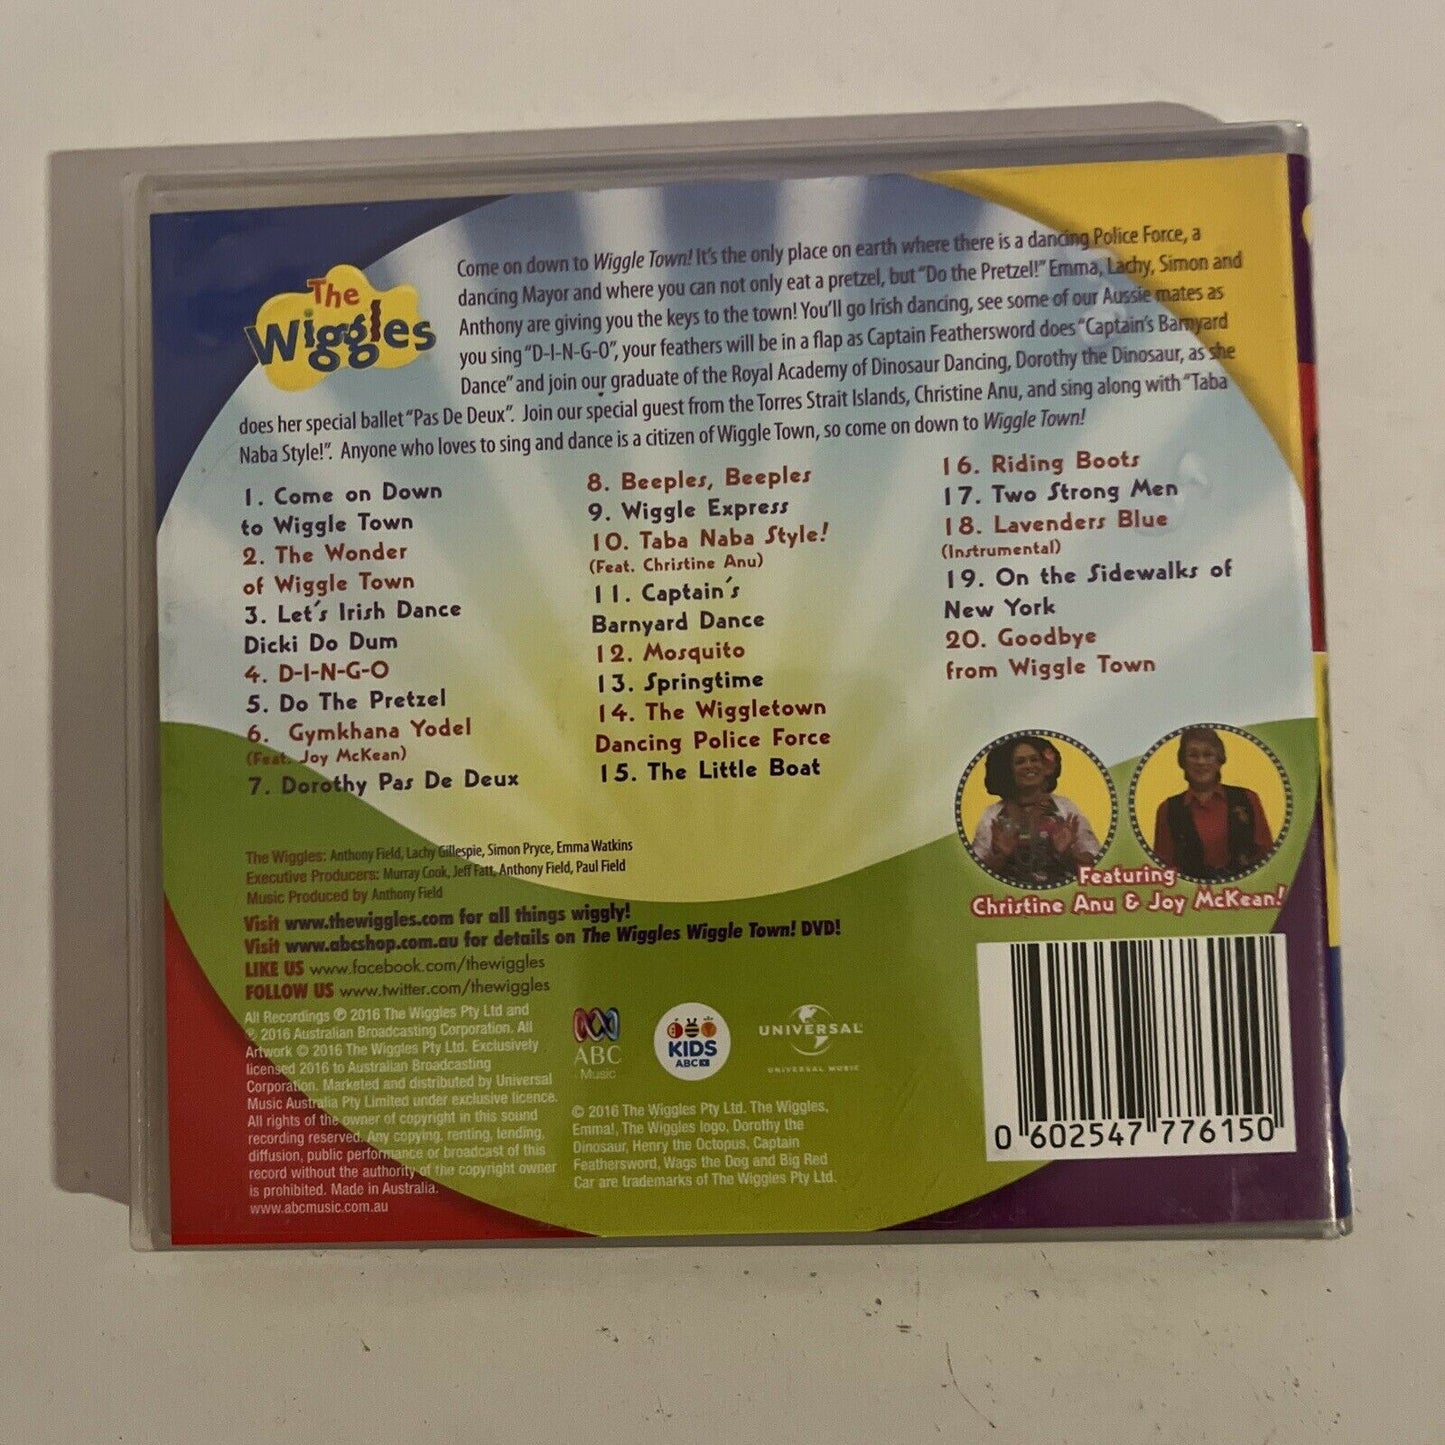 The
Wiggles
Come on down to Wiggle Town! It's the only place on earth where there is a dancing Police Force, a
dancing Mayor and where you can not only eat a pretzel, but "Do the Pretzel!" Emma, Lachy, Simon and
Anthony are giving you the keys to the town! You'll go Irish dancing, see some of our Aussie mates as
you sing "D-I-N-G-O", your feathers will be in a flap as Captain Feathersword does "Captain's Barnyard
Dance" and join our graduate of the Royal Academy of Dinosaur Dancing, Dorothy the Dinosaur, as she
does her special ballet "Pas De Deux". Join our special guest from the Torres Strait Islands, Christine Anu, and sing along with "Taba
Naba Style!". Anyone who loves to sing and dance is a citizen of Wiggle Town, so come on down to Wiggle Town!
1. Come on Down
to Wiggle Town
2. The Wonder
of Wiggle Town
3. Let's Irish Dance
Dicki Do Dum
4. D-I-N-G-O
5. Do The Pretzel
6. Gymkhana Yodel
(Feat. Joy McKean)
7. Dorothy Pas De Deux
8. Beeples, Beeples
9. Wiggle Express
10. Taba Naba Style!
(Feat. Christine Anu)
11. Captain's
Barnyard Dance
12. Mosquito
13. Springtime
14. The Wiggletown
Dancing Police Force
15. The Little Boat
16. Riding Boots
17. Two Strong Men
18. Lavenders Blue
(Instrumental)
19. On the Sidewalks of
New York
20. Goodbye
from Wiggle Town
Featuring
Christine Anu & Joy McKean!
The Wiggles: Anthony Field, Lachy Gillespie, Simon Pryce, Emma Watkins
Executive Producers: Murray Cook, Jeff Fatt, Anthony Field, Paul Field
Music Produced by Anthony Field
Visit www.thewiggles.com for all things wiggly!
Visit www.abcshop.com.au for details on The Wiggles Wiggle Town! DVD!
LIKE US www.facebook.com/thewiggles
FOLLOW US www.twitter.com/thewiggles
All Recordings ℗ 2016 The Wiggles Pty Ltd and
℗ 2016 Australian Broadcasting Corporation. All
Artwork © 2016 The Wiggles Pty Ltd. Exclusively
licensed 2016 to Australian Broadcasting
Corporation. Marketed and distributed by Universal
Music Australia Pty Limited under exclusive licence.
All rights of the owner of copyright in this sound
recording reserved. Any copying, renting, lending,
diffusion, public performance or broadcast of this
record without the authority of the copyright owner
is prohibited. Made in Australia.
www.abcmusic.com.au
ABC
Music
KIDS
ABC
UNIVERSAL
UNIVERSAL MUSIC
© 2016 The Wiggles Pty Ltd. The Wiggles,
Emma!, The Wiggles logo, Dorothy the
Dinosaur, Henry the Octopus, Captain
Feathersword, Wags the Dog and Big Red
Car are trademarks of The Wiggles Pty Ltd.
0 602547 776150